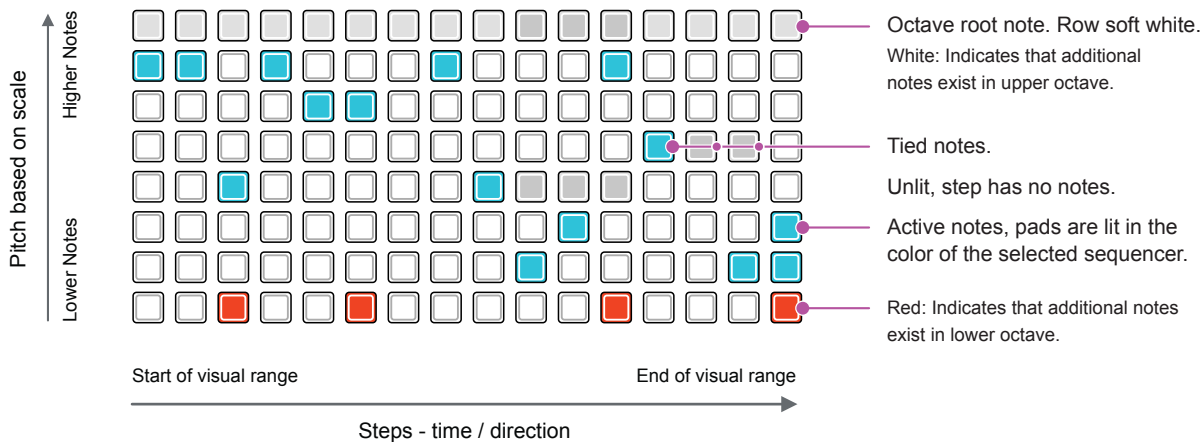 Pitch based on scale
Higher Notes
Lower Notes
Octave root note. Row soft white.
White: Indicates that additional
notes exist in upper octave.
Tied notes.
Unlit, step has no notes.
Active notes, pads are lit in the
color of the selected sequencer.
Red: Indicates that additional notes
exist in lower octave.
Start of visual range
End of visual range
Steps - time / direction